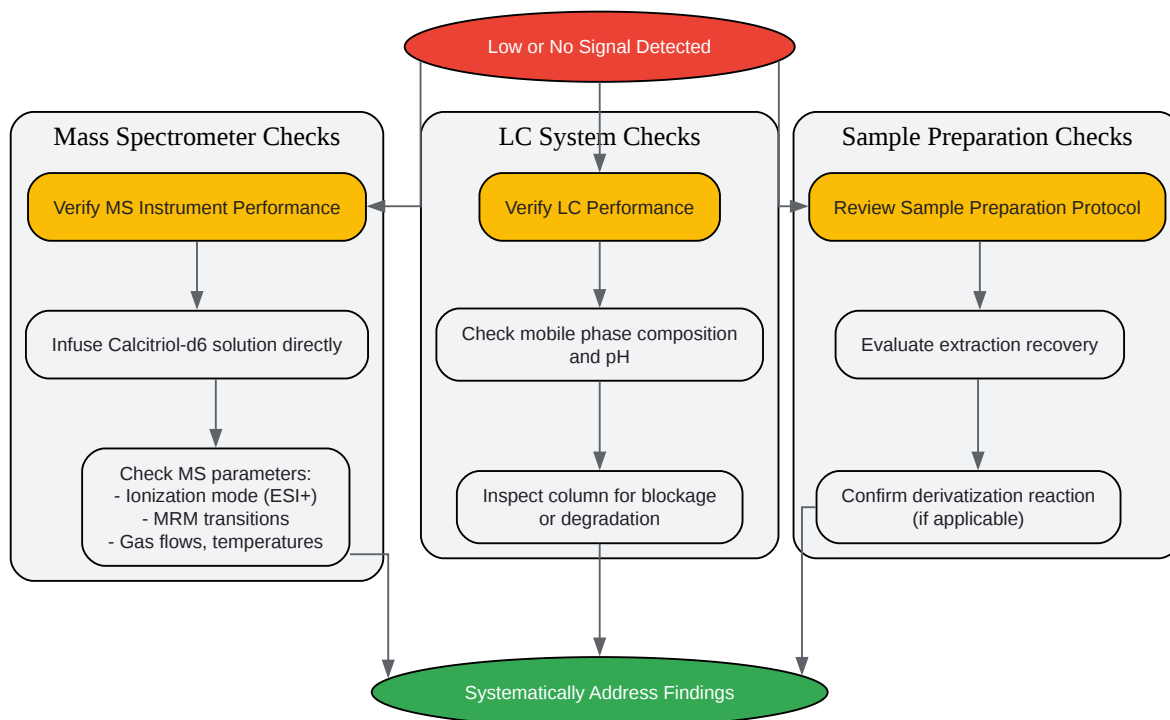 Low or No Signal Detected
Mass Spectrometer Checks
Verify MS Instrument Performance
Infuse Calcitriol-d6 solution directly
Check MS parameters:
- Ionization mode (ESI+)
- MRM transitions
- Gas flows, temperatures
LC System Checks
Verify LC Performance
Check mobile phase composition
and pH
Inspect column for blockage
or degradation
Sample Preparation Checks
Review Sample Preparation Protocol
Evaluate extraction recovery
Confirm derivatization reaction
(if applicable)
Systematically Address Findings